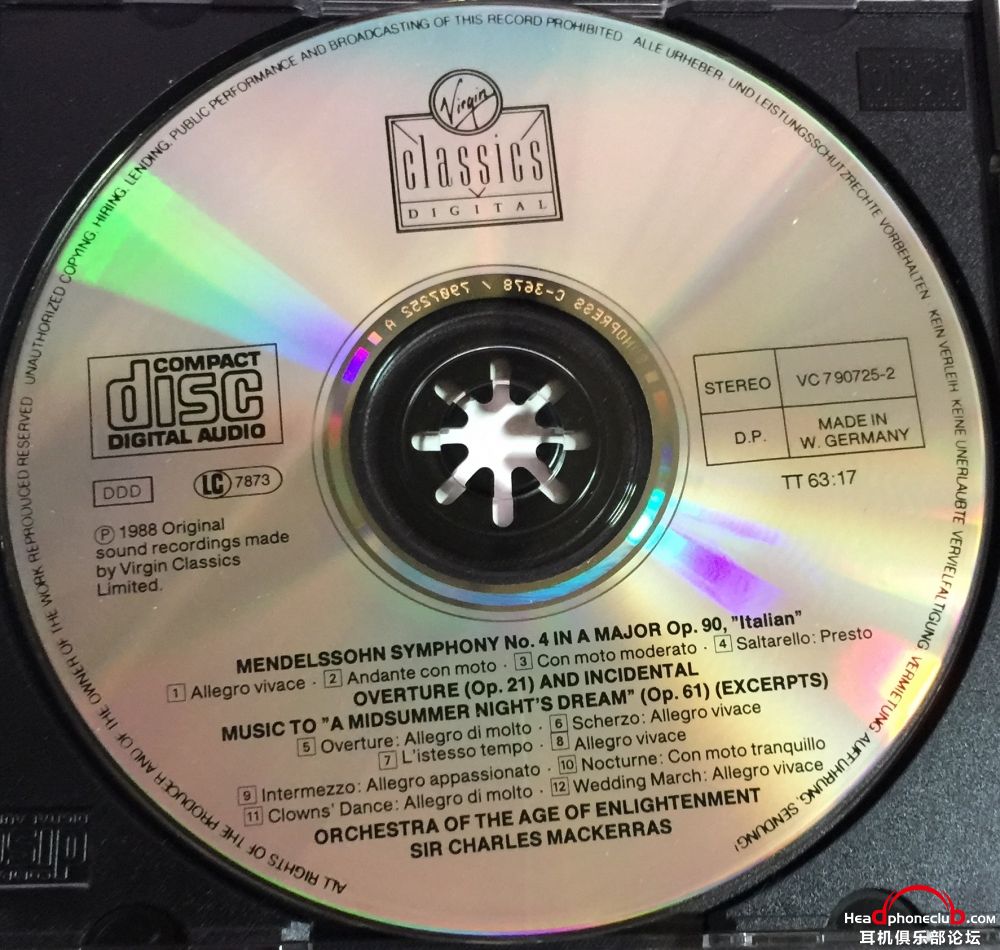 UNAUTHORIZED COPYING, HIRING, LENDING, PUBLIC PERFORMANCE AND BROADCASTING OF THIS RECORD PROHIBITED
ALLE URHEBER- UND LEISTUNGSSCHUTZRECHTE VORBEHALTEN
KEIN VERLEIH KEINE UNERLAUBTE VERVIELFALTIGUNG, VERMIETUNG, AUFFUHRUNG, SENDUNG!
ALL RIGHTS OF THE PRODUCER AND OF THE OWNER OF THE WORK REPRODUCED RESERVED
Virgin
classics
DIGITAL
C-3678 / 7907252 A
COMPACT
disc
DIGITAL AUDIO
STEREO
VC 7 90725-2
D.P.
MADE IN
W. GERMANY
TT 63:17
DDD
LC 7873
Ⓟ 1988 Original
sound recordings made
by Virgin Classics
Limited.
MENDELSSOHN SYMPHONY No. 4 IN A MAJOR Op. 90, "Italian"
1 Allegro vivace · 2 Andante con moto · 3 Con moto moderato · 4 Saltarello: Presto
OVERTURE (Op. 21) AND INCIDENTAL
MUSIC TO "A MIDSUMMER NIGHT'S DREAM" (Op. 61) (EXCERPTS)
5 Overture: Allegro di molto · 6 Scherzo: Allegro vivace
7 L'istesso tempo · 8 Allegro vivace
9 Intermezzo: Allegro appassionato · 10 Nocturne: Con moto tranquillo
11 Clowns' Dance: Allegro di molto · 12 Wedding March: Allegro vivace
ORCHESTRA OF THE AGE OF ENLIGHTENMENT
SIR CHARLES MACKERRAS
Headphoneclub.com
耳机俱乐部论坛